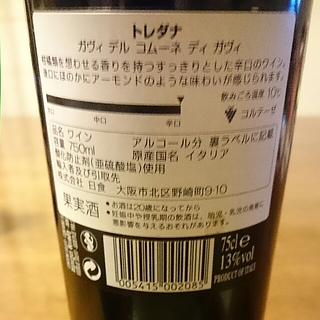 トレダナ
ガヴィ デル コムーネ デイ ガヴィ
柑橘類を想わせる香りを持つすっきりとした辛口のワイン。
後口にほのかにアーモンドのような味わいが感じられます。
飲みごろ温度 10℃
中口 辛口
コルテーゼ
品名 ワイン
アルコール分 裏ラベルに記載
容量 750ml
原産国名 イタリア
酸化防止剤(亜硫酸塩)使用
輸入者及び引取先
株式会社 日食 大阪市北区野崎町9-10
果実酒
●お酒は20歳になってから
●妊娠中や授乳期の飲酒は、胎児・乳児の発育に
悪影響を与えるおそれがあります。
75cl e
13%vol
PRODUCT OF ITALY
005415 002085